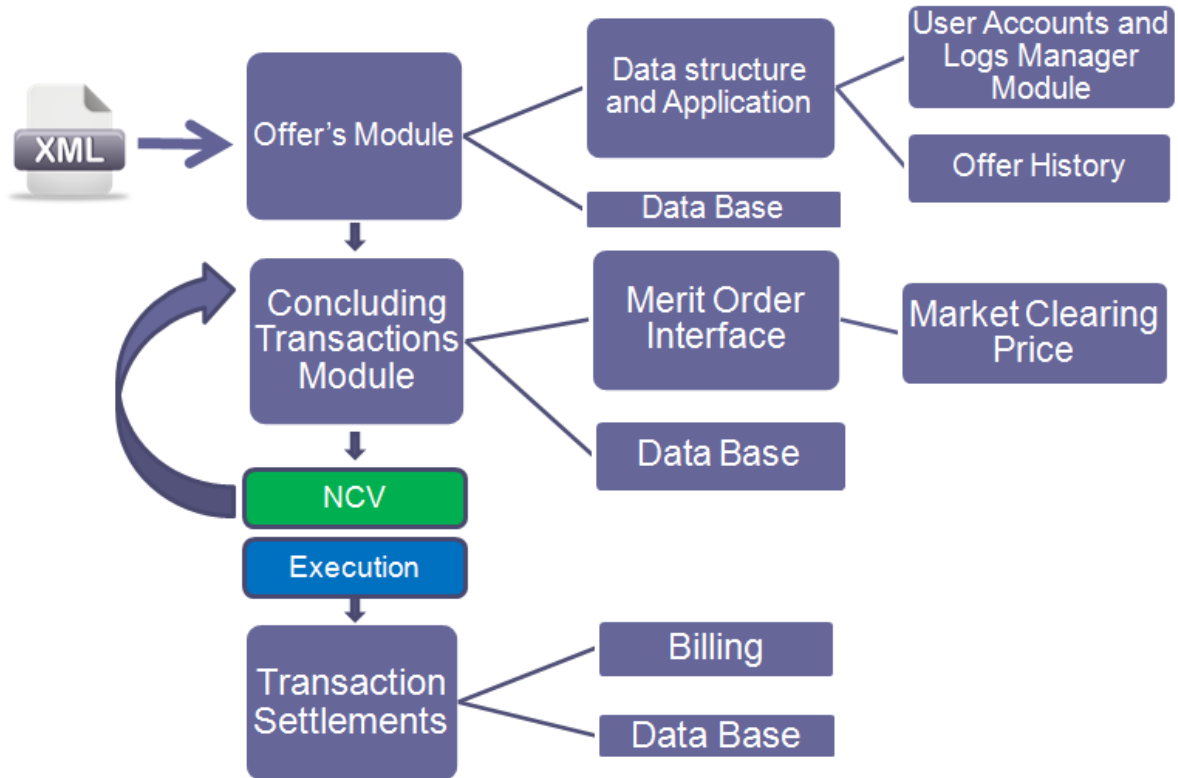 XML
Offer's Module
Data structure
and Application
User Accounts and
Logs Manager
Module
Offer History
Data Base
Concluding
Transactions
Module
Merit Order
Interface
Market Clearing
Price
Data Base
NCV
Execution
Transaction
Settlements
Billing
Data Base